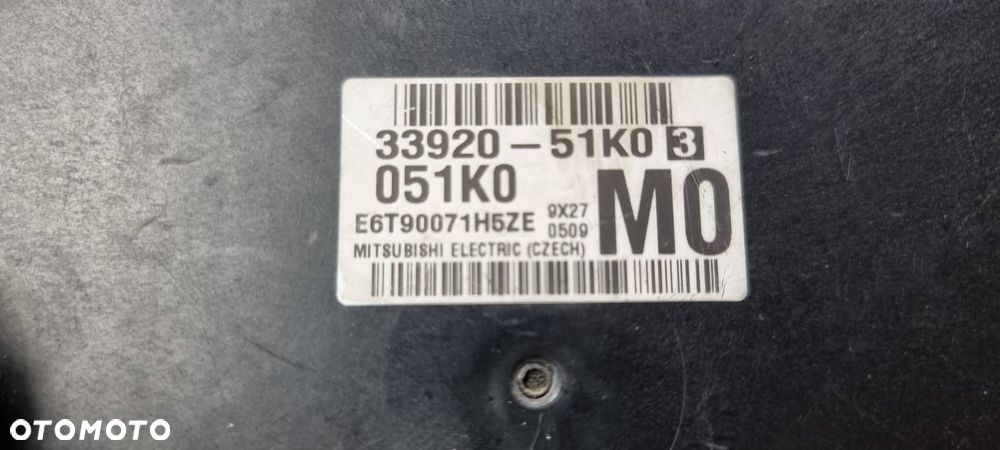 33920-51K0 3
051K0
M0
E6T90071H5ZE
9X27
0509
MITSUBISHI ELECTRIC (CZECH)
OTOMOTO